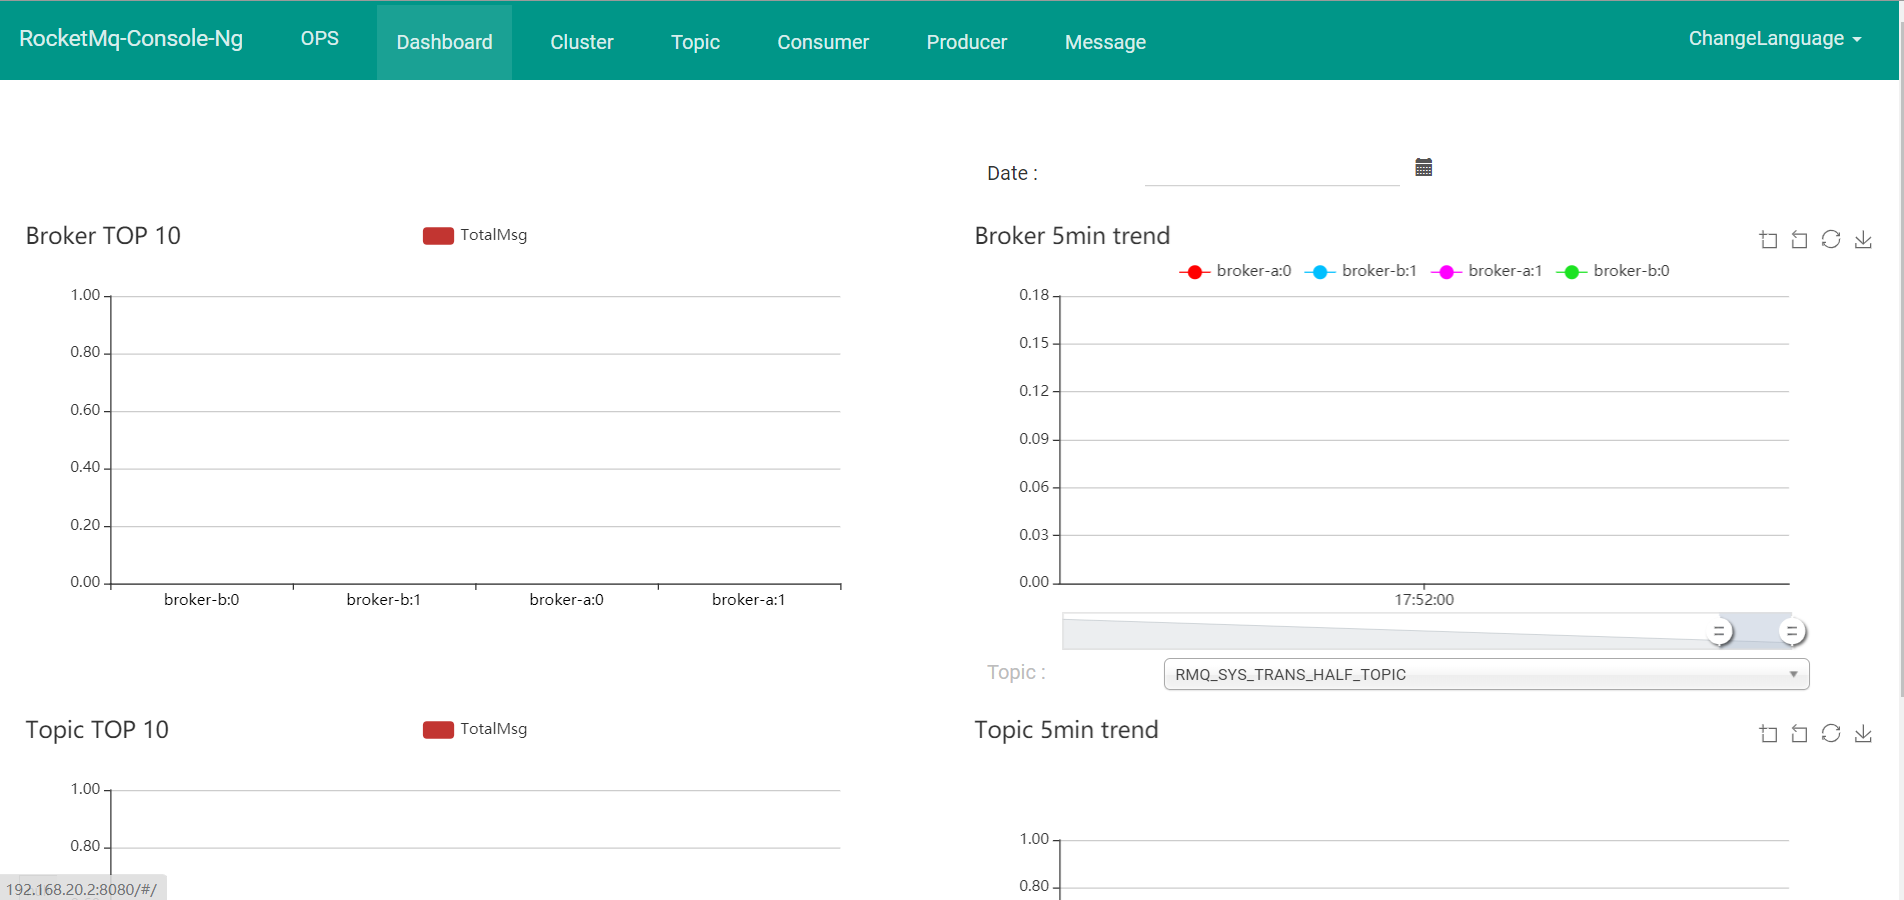 RocketMq-Console-Ng OPS Dashboard Cluster Topic Consumer Producer Message ChangeLanguage
Date :
Broker TOP 10
TotalMsg
1.00
0.80
0.60
0.40
0.20
0.00
broker-b:0 broker-b:1 broker-a:0 broker-a:1
Broker 5min trend
broker-a:0 broker-b:1 broker-a:1 broker-b:0
0.18
0.15
0.12
0.09
0.06
0.03
0.00
17:52:00
Topic :
RMQ_SYS_TRANS_HALF_TOPIC
Topic TOP 10
TotalMsg
1.00
0.80
Topic 5min trend
1.00
0.80
192.168.20.2:8080/#/